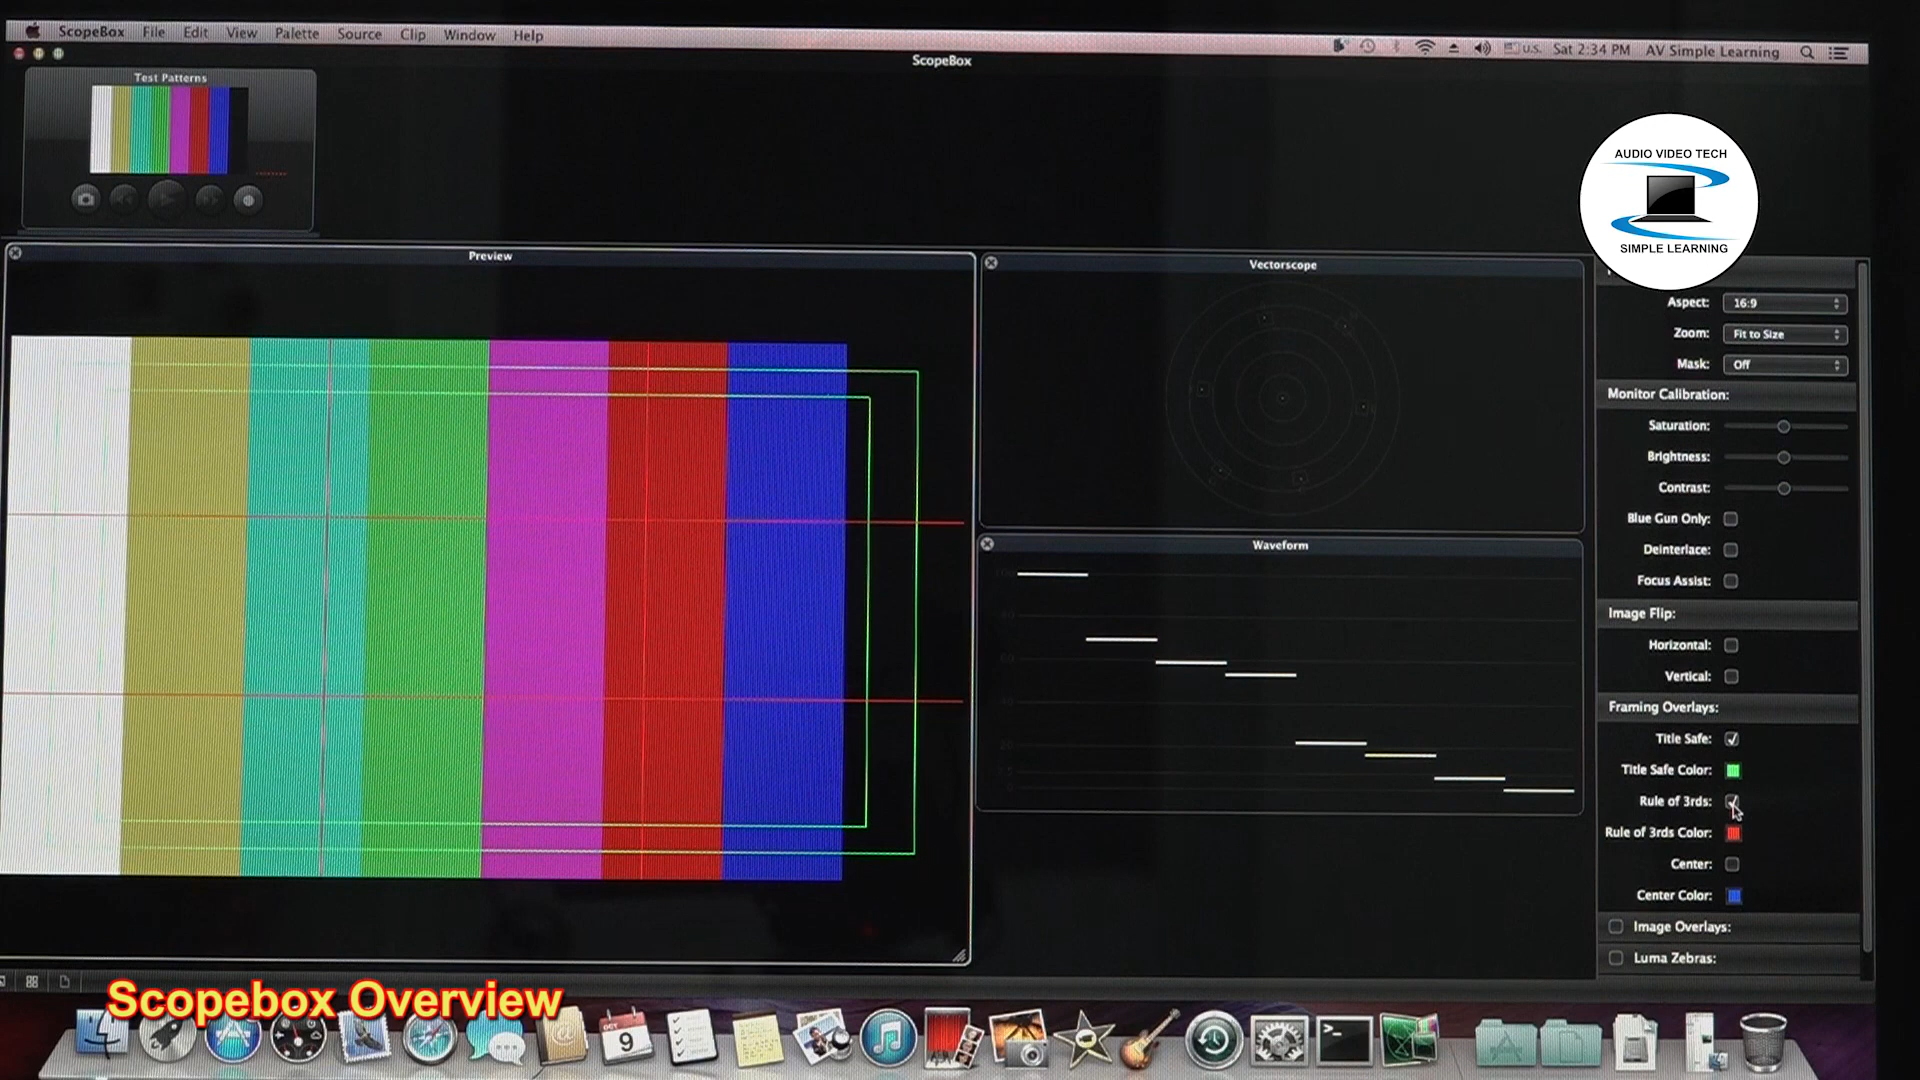 ScopeBox File Edit View Palette Source Clip Window Help
U.S. Sat 2:34 PM AV Simple Learning
ScopeBox
Test Patterns
AUDIO VIDEO TECH
SIMPLE LEARNING
Preview
Vectorscope
Aspect: 16:9
Zoom: Fit to Size
Mask: Off
Monitor Calibration:
Saturation:
Brightness:
Contrast:
Blue Gun Only:
Deinterlace:
Focus Assist:
Waveform
Image Flip:
Horizontal:
Vertical:
Framing Overlays:
Title Safe:
Title Safe Color:
Rule of 3rds:
Rule of 3rds Color:
Center:
Center Color:
Image Overlays:
Luma Zebras:
Scopebox Overview
OCT
9